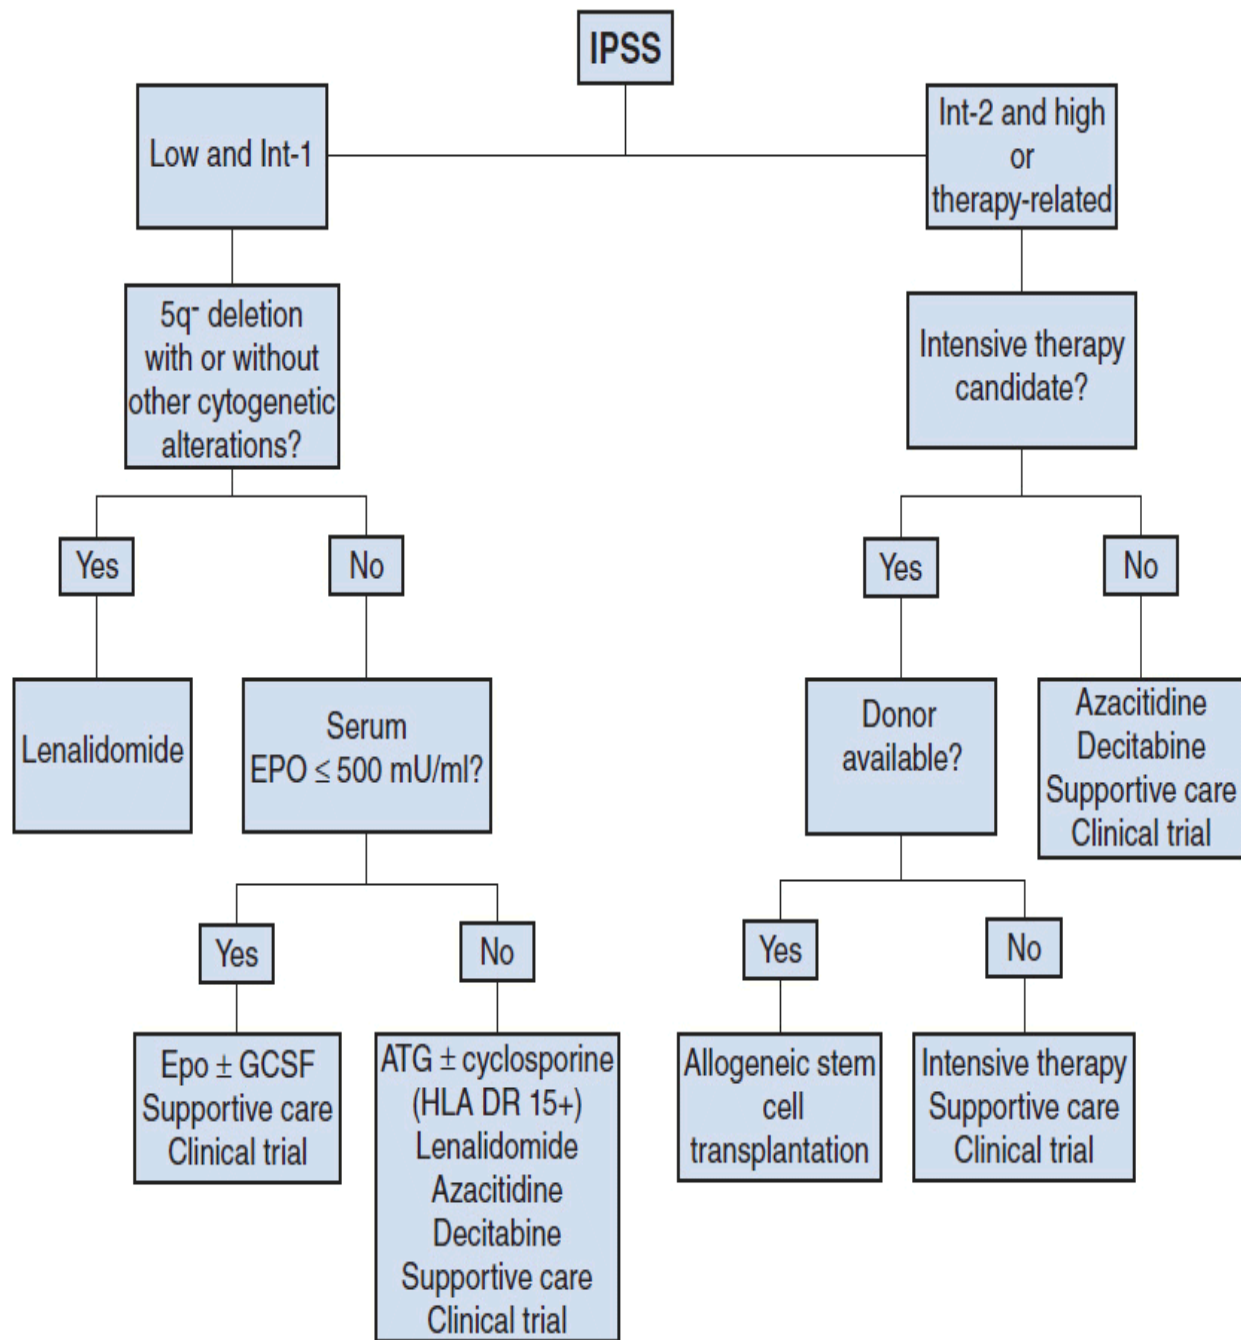 IPSS
Low and Int-1
Int-2 and high
or
therapy-related
5q- deletion
with or without
other cytogenetic
alterations?
Intensive therapy
candidate?
Yes
No
Yes
No
Lenalidomide
Serum
EPO ≤ 500 mU/ml?
Donor
available?
Azacitidine
Decitabine
Supportive care
Clinical trial
Yes
No
Yes
No
Epo ± GCSF
Supportive care
Clinical trial
ATG ± cyclosporine
(HLA DR 15+)
Lenalidomide
Azacitidine
Decitabine
Supportive care
Clinical trial
Allogeneic stem
cell
transplantation
Intensive therapy
Supportive care
Clinical trial